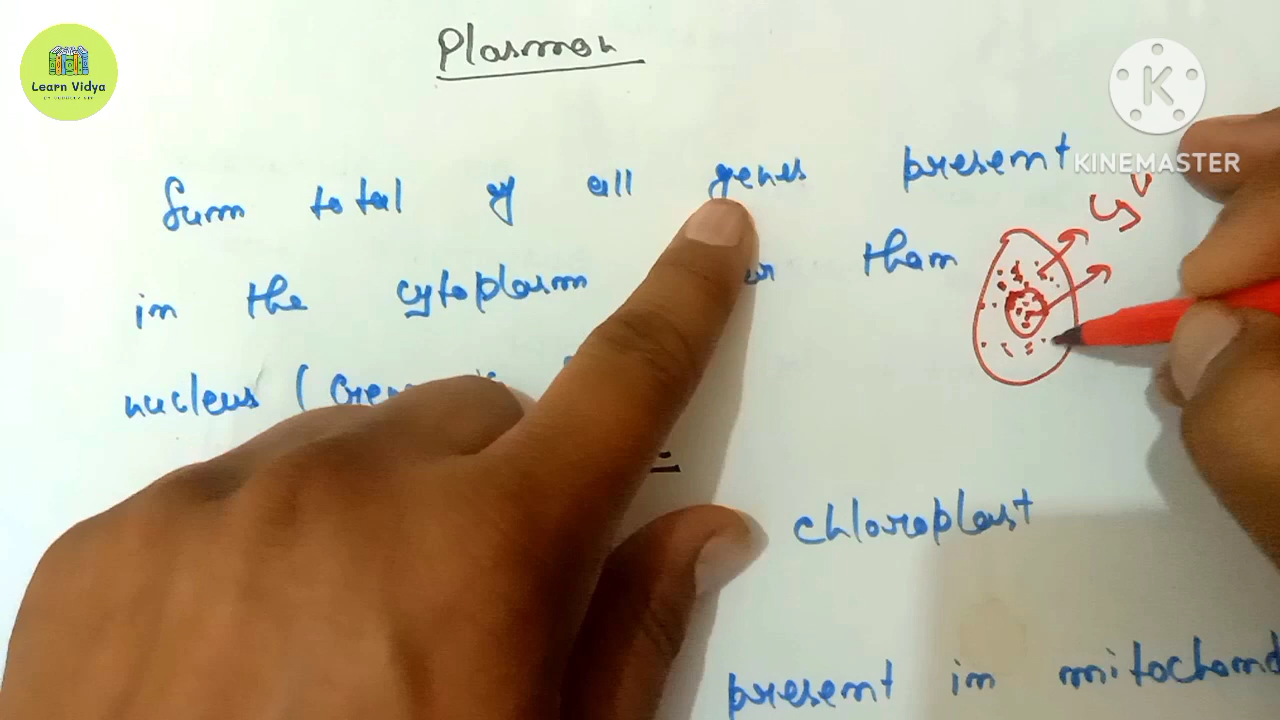 Plasmon
Learn Vidya
K
KINEMASTER
Sum total of all genes present
in the cytoplasm than
nucleus (
chloroplast
present in mitochond